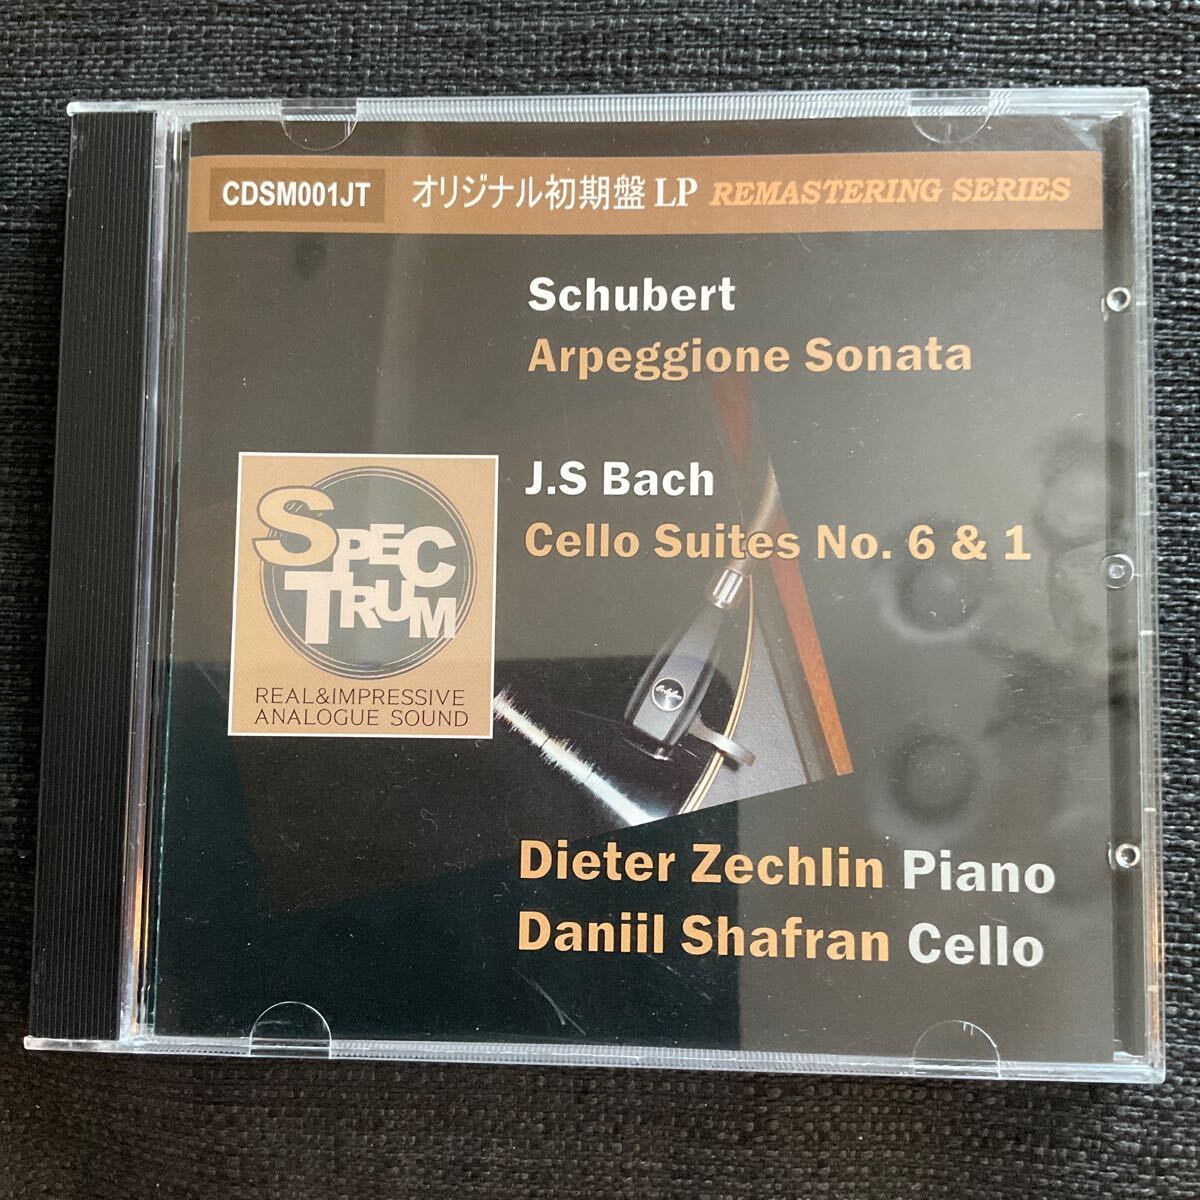 CDSM001JT オリジナル初期盤 LP REMASTERING SERIES
Schubert
Arpeggione Sonata
J.S Bach
Cello Suites No. 6 & 1
SPEC
TRUM
REAL&IMPRESSIVE
ANALOGUE SOUND
Dieter Zechlin Piano
Daniil Shafran Cello